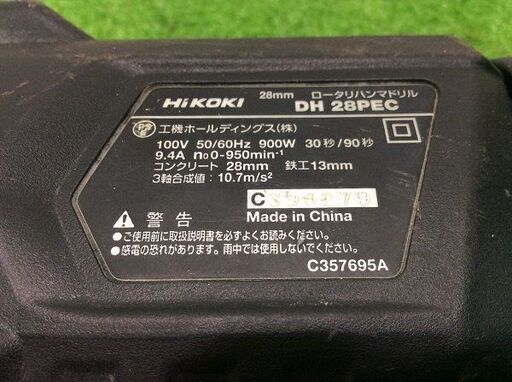 HiKOKI 28mm ロータリハンマドリル
DH 28PEC
PS
E
工機ホールディングス(株)
100V 50/60Hz 900W 30秒/90秒
9.4A n₀0-950min⁻¹
コンクリート 28mm 鉄工13mm
3軸合成値: 10.7m/s²
C
Made in China
警告
●ご使用前に取扱説明書を必ずよくお読みください。
●感電の恐れがあります。雨中では使用しないでください。
C357695A